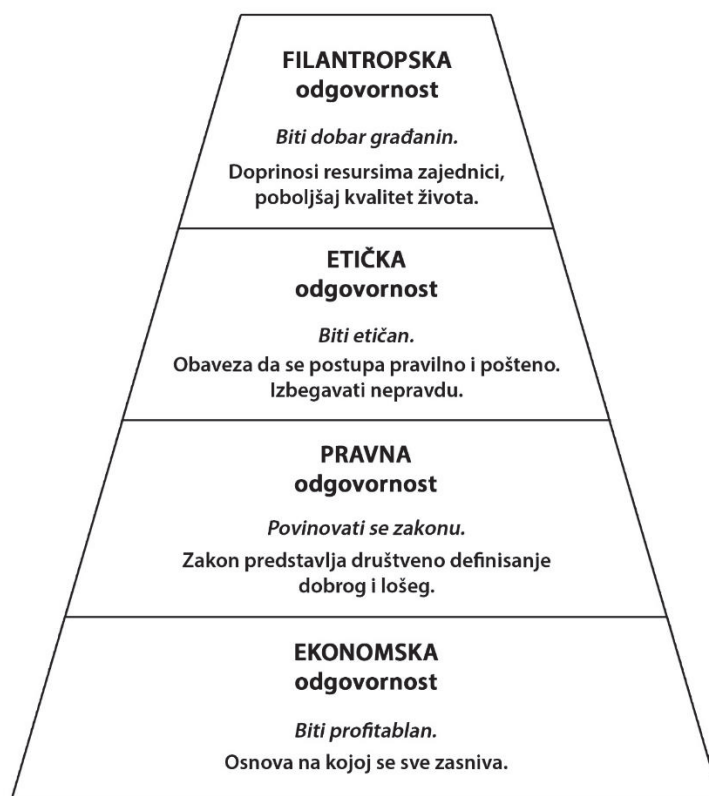 FILANTROPSKA
odgovornost
Biti dobar građanin.
Doprinosi resursima zajednici,
poboljšaj kvalitet života.
ETIČKA
odgovornost
Biti etičan.
Obaveza da se postupa pravilno i pošteno.
Izbegavati nepravdu.
PRAVNA
odgovornost
Povinovati se zakonu.
Zakon predstavlja društveno definisanje
dobrog i lošeg.
EKONOMSKA
odgovornost
Biti profitablan.
Osnova na kojoj se sve zasniva.